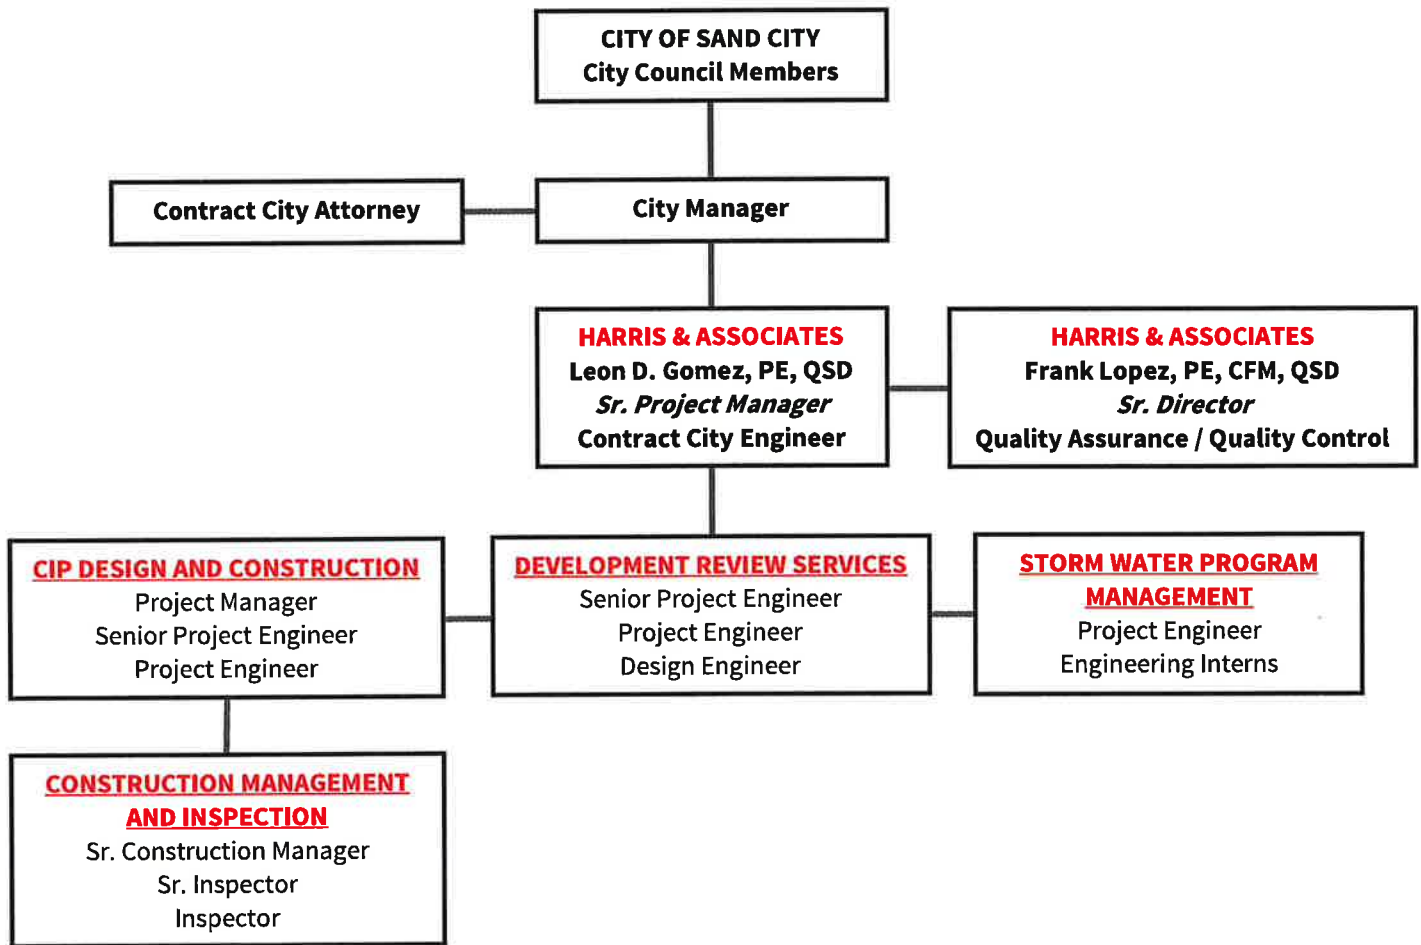 CITY OF SAND CITY
City Council Members
Contract City Attorney
City Manager
HARRIS & ASSOCIATES
Leon D. Gomez, PE, QSD
Sr. Project Manager
Contract City Engineer
HARRIS & ASSOCIATES
Frank Lopez, PE, CFM, QSD
Sr. Director
Quality Assurance / Quality Control
CIP DESIGN AND CONSTRUCTION
Project Manager
Senior Project Engineer
Project Engineer
DEVELOPMENT REVIEW SERVICES
Senior Project Engineer
Project Engineer
Design Engineer
STORM WATER PROGRAM
MANAGEMENT
Project Engineer
Engineering Interns
CONSTRUCTION MANAGEMENT
AND INSPECTION
Sr. Construction Manager
Sr. Inspector
Inspector